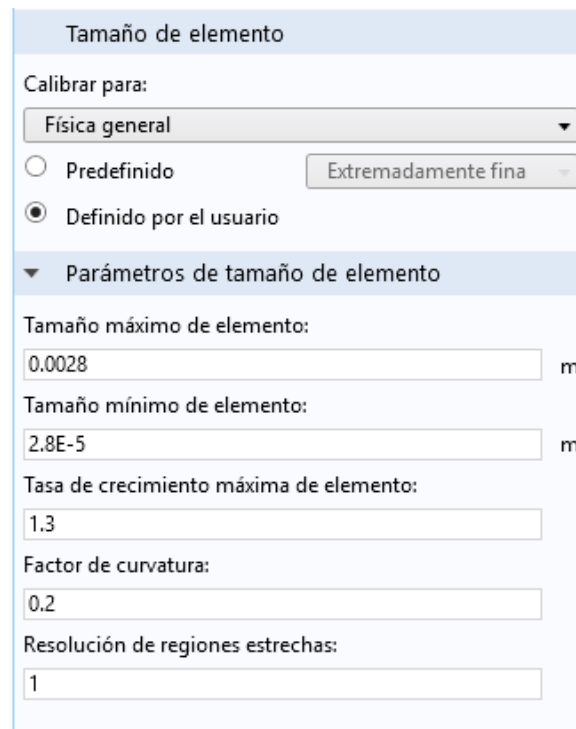 Tamaño de elemento
Calibrar para:
Física general
Predefinido Extremadamente fina
Definido por el usuario
Parámetros de tamaño de elemento
Tamaño máximo de elemento:
0.0028 m
Tamaño mínimo de elemento:
2.8E-5 m
Tasa de crecimiento máxima de elemento:
1.3
Factor de curvatura:
0.2
Resolución de regiones estrechas:
1